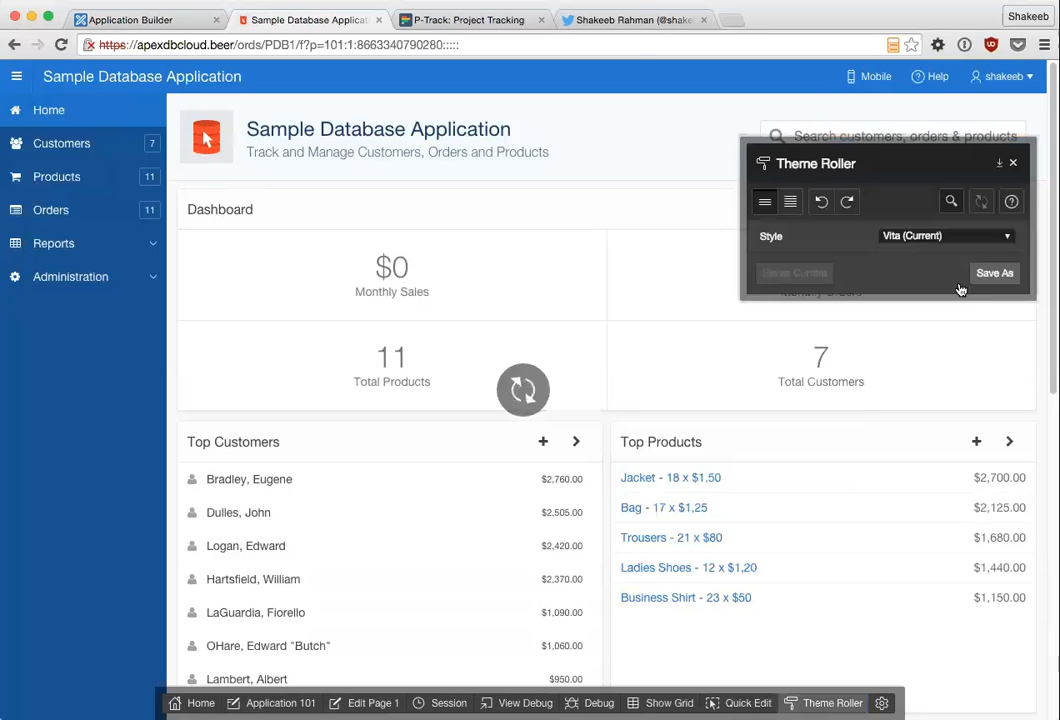 Shakeeb
Application Builder
Sample Database Applicati
P-Track: Project Tracking
Shakeeb Rahman (@shake
https://apexdbcloud.beer/ords/PDB1/f?p=101:1:8663340790280:::::
Sample Database Application
Mobile
Help
shakeeb
Home
Customers 7
Products 11
Orders 11
Reports
Administration
Sample Database Application
Track and Manage Customers, Orders and Products
Search customers, orders & products
Theme Roller
Style
Vita (Current)
Save As
Dashboard
$0
Monthly Sales
Monthly Orders
11
Total Products
7
Total Customers
Top Customers
Bradley, Eugene $2,760.00
Dulles, John $2,505.00
Logan, Edward $2,420.00
Hartsfield, William $2,370.00
LaGuardia, Fiorello $1,090.00
OHare, Edward "Butch" $1,060.00
Lambert, Albert $950.00
Top Products
Jacket - 18 x $1,50 $2,700.00
Bag - 17 x $1,25 $2,125.00
Trousers - 21 x $80 $1,680.00
Ladies Shoes - 12 x $1,20 $1,440.00
Business Shirt - 23 x $50 $1,150.00
Home
Application 101
Edit Page 1
Session
View Debug
Debug
Show Grid
Quick Edit
Theme Roller